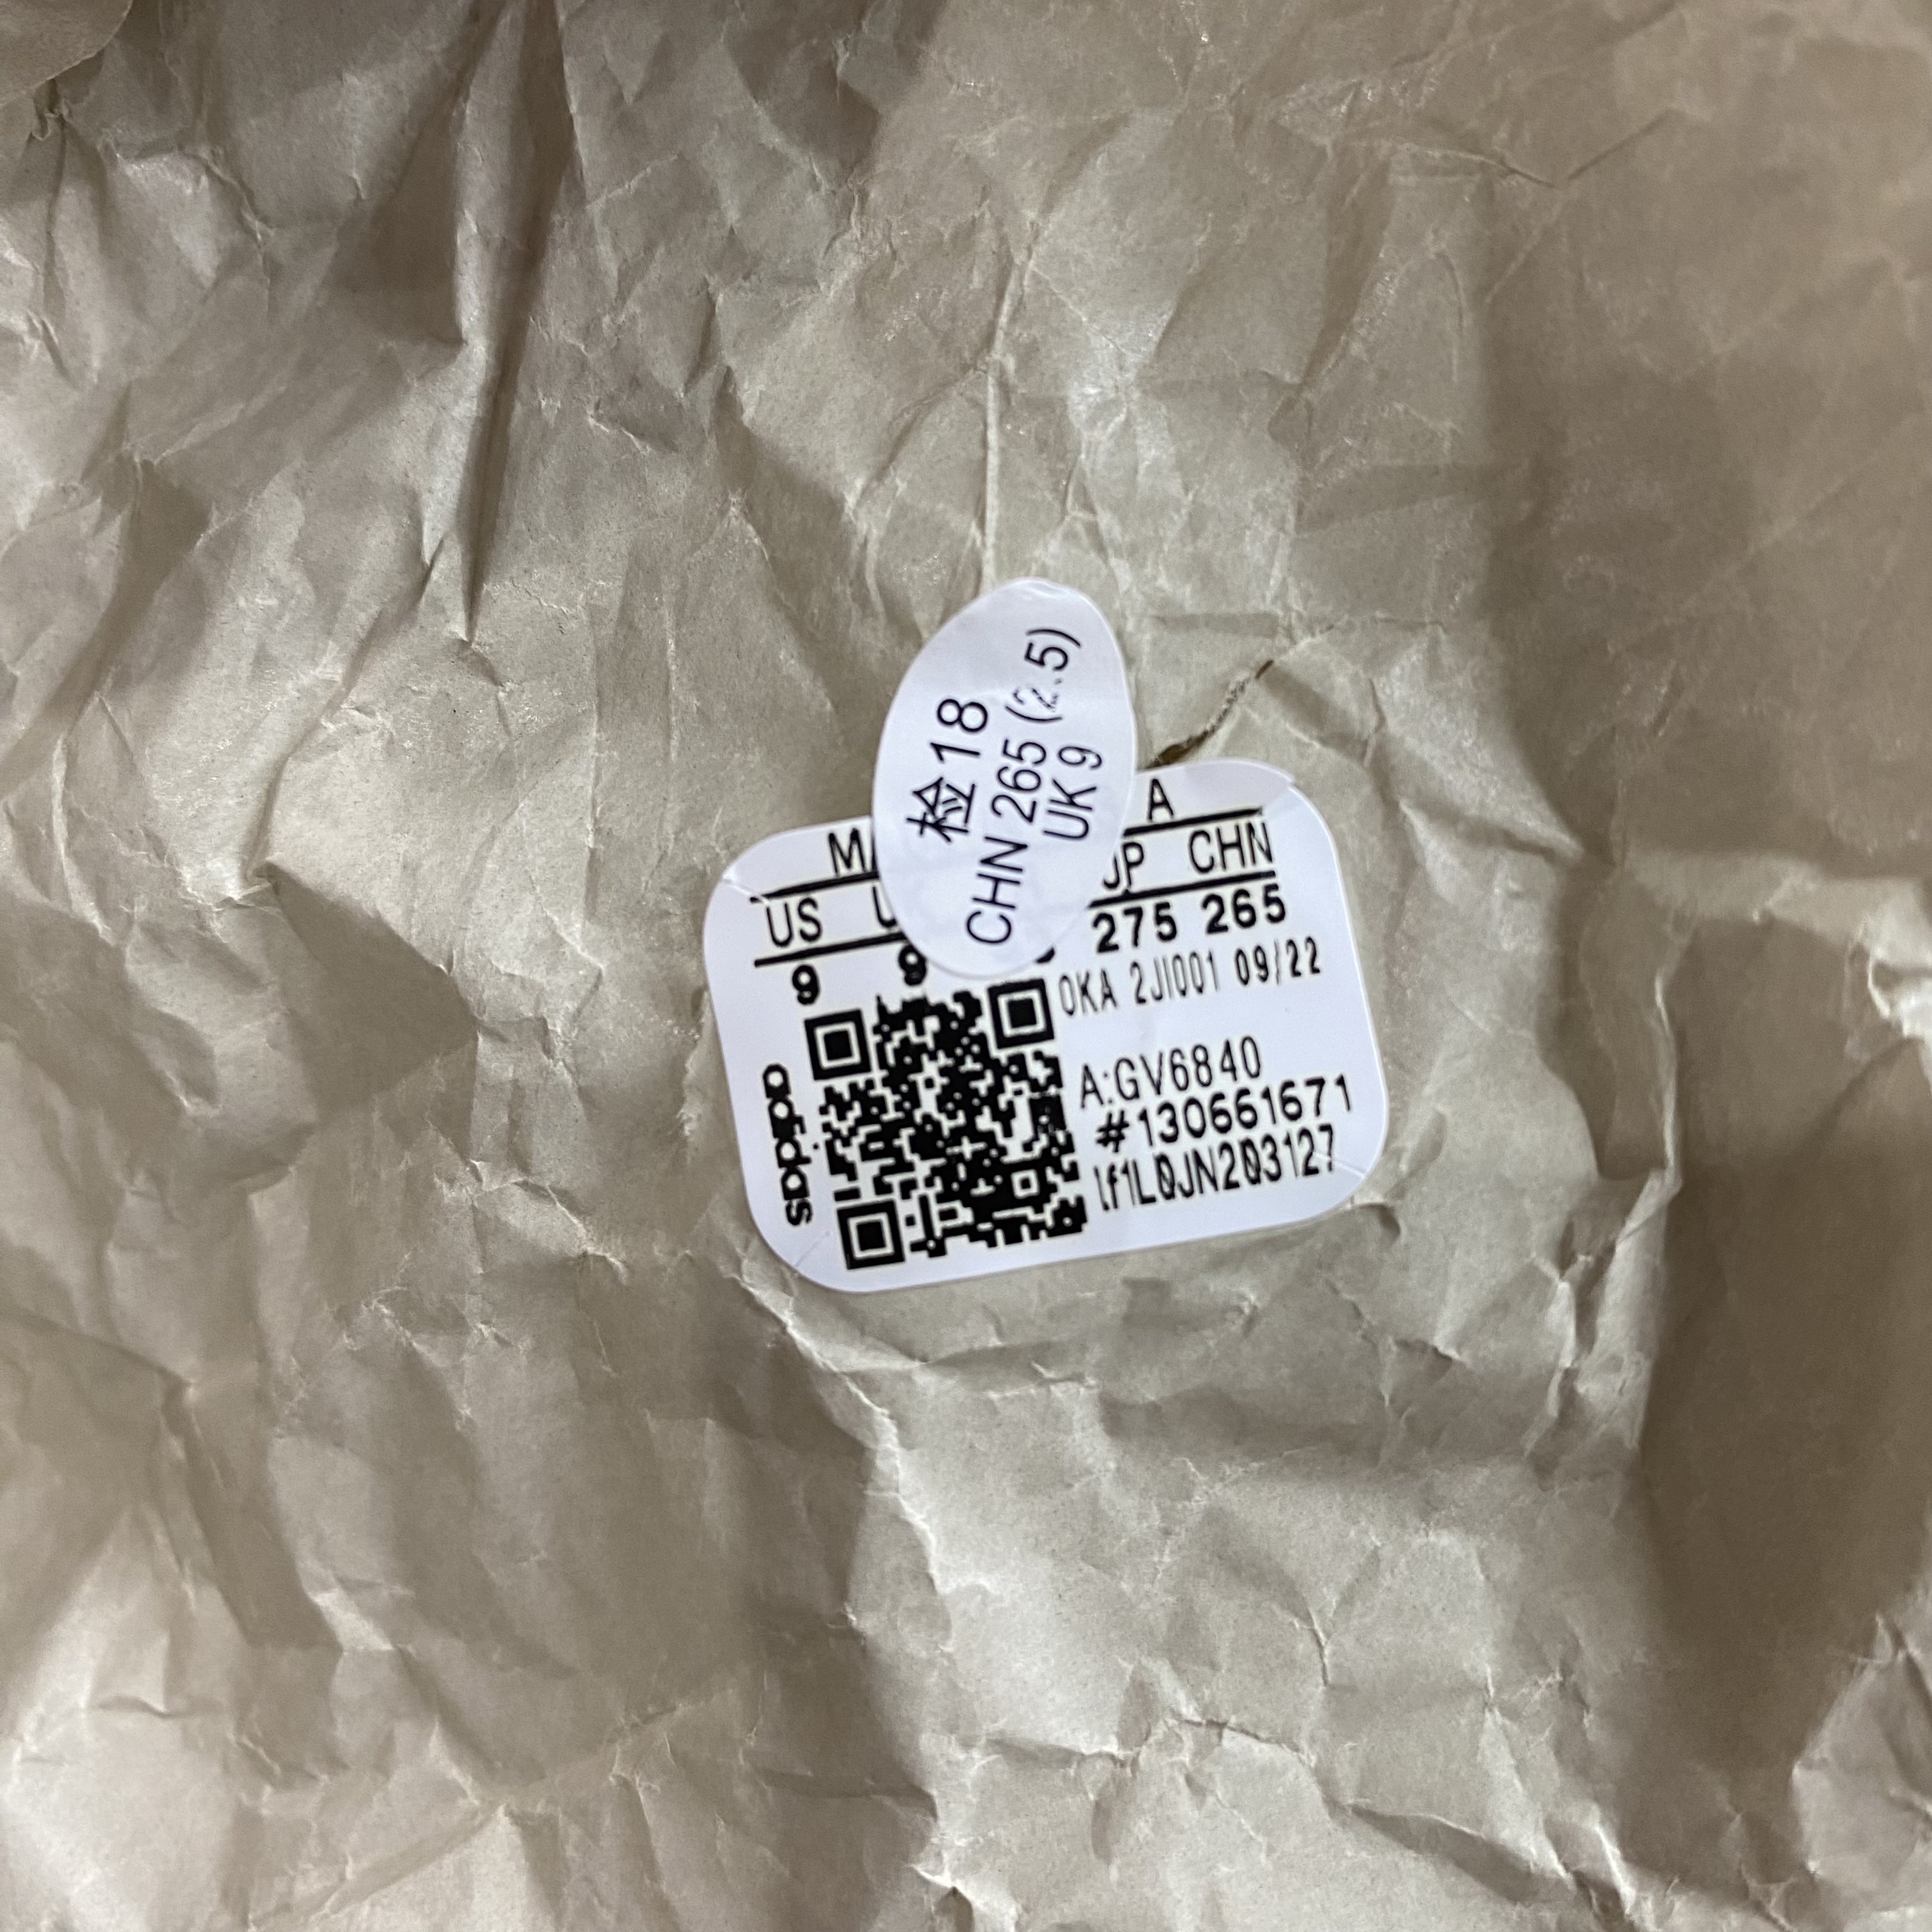 检18
CHN 265 (2.5)
UK 9
A
US JP CHN
9 9 275 265
OKA 2JI001 09/22
A:GV6840
#130661671
lf1L0JN203127
adidas